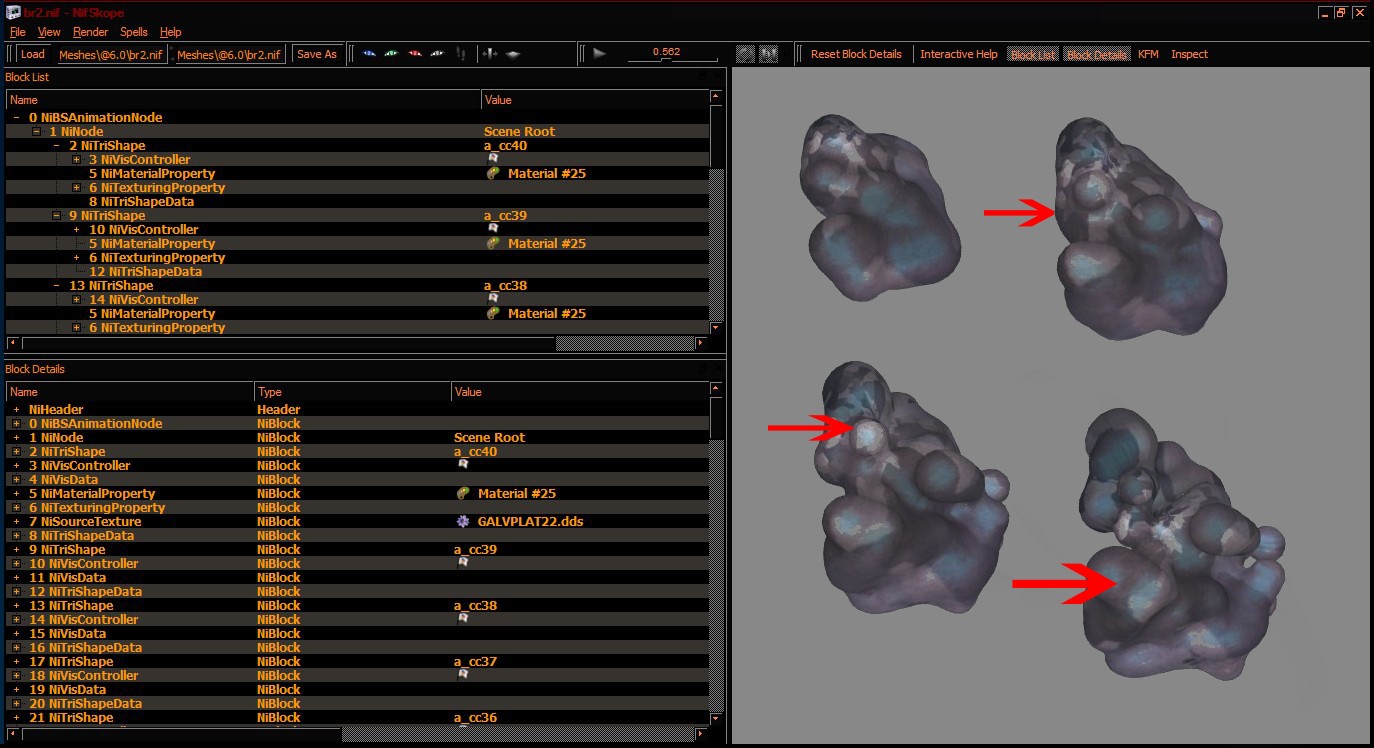 br2.nif - NifSkope
File View Render Spells Help
Load Meshes\@6.0\br2.nif Meshes\@6.0\br2.nif Save As 0.562 Reset Block Details Interactive Help Block List Block Details KFM Inspect
Block List
Name Value
0 NiBSAnimationNode
1 NiNode Scene Root
2 NiTriShape a_cc40
3 NiVisController
5 NiMaterialProperty Material #25
6 NiTexturingProperty
8 NiTriShapeData
9 NiTriShape a_cc39
10 NiVisController
5 NiMaterialProperty Material #25
6 NiTexturingProperty
12 NiTriShapeData
13 NiTriShape a_cc38
14 NiVisController
5 NiMaterialProperty Material #25
6 NiTexturingProperty
Block Details
Name Type Value
NiHeader Header
0 NiBSAnimationNode NiBlock
1 NiNode NiBlock Scene Root
2 NiTriShape NiBlock a_cc40
3 NiVisController NiBlock
4 NiVisData NiBlock
5 NiMaterialProperty NiBlock Material #25
6 NiTexturingProperty NiBlock
7 NiSourceTexture NiBlock GALVPLAT22.dds
8 NiTriShapeData NiBlock
9 NiTriShape NiBlock a_cc39
10 NiVisController NiBlock
11 NiVisData NiBlock
12 NiTriShapeData NiBlock
13 NiTriShape NiBlock a_cc38
14 NiVisController NiBlock
15 NiVisData NiBlock
16 NiTriShapeData NiBlock
17 NiTriShape NiBlock a_cc37
18 NiVisController NiBlock
19 NiVisData NiBlock
20 NiTriShapeData NiBlock
21 NiTriShape NiBlock a_cc36